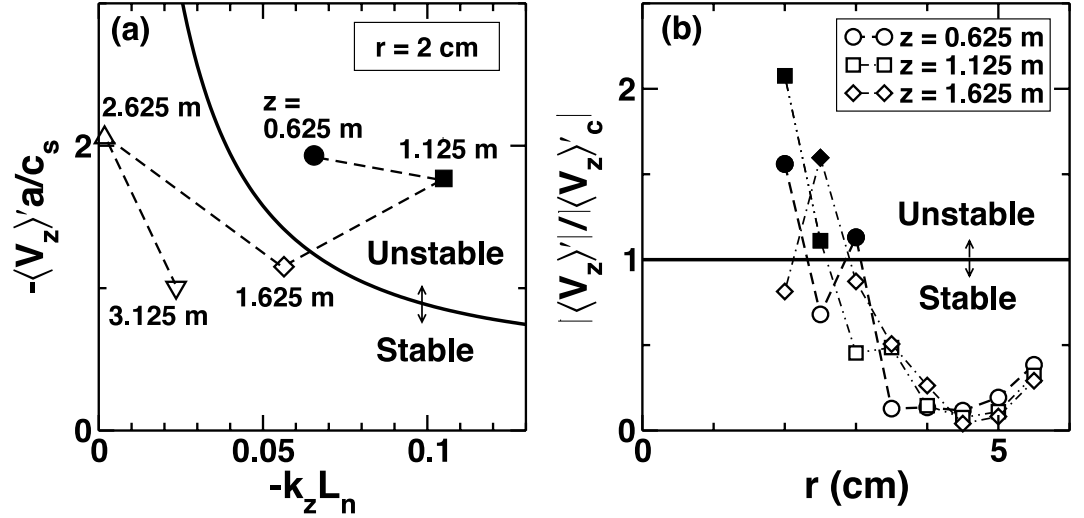 (a)
r = 2 cm
2.625 m
z =
0.625 m
1.125 m
1.625 m
3.125 m
Unstable
Stable
2
0
0
0.05
0.1
-⟨V_z⟩′a/c_s
-k_zL_n
(b)
z = 0.625 m
z = 1.125 m
z = 1.625 m
Unstable
Stable
2
1
0
0
5
|⟨V_z⟩′|/|⟨V_z⟩′_c|
r (cm)